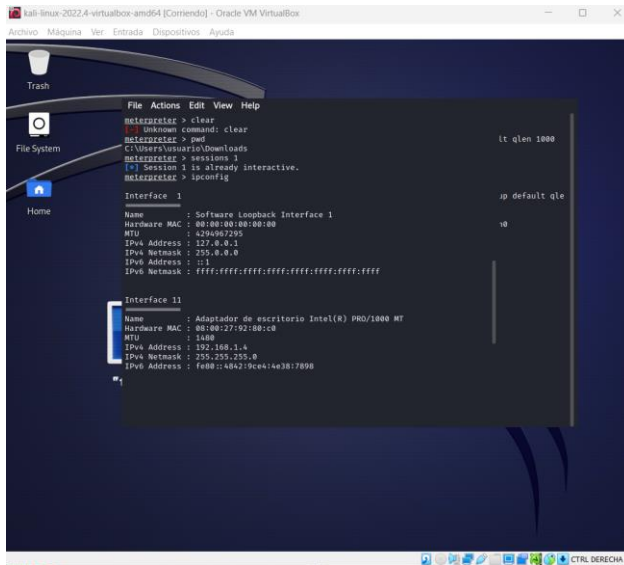 kali-linux-2022.4-virtualbox-amd64 [Corriendo] - Oracle VM VirtualBox
Archivo Máquina Ver Entrada Dispositivos Ayuda
Trash
File System
Home
File Actions Edit View Help
meterpreter > clear
[-] Unknown command: clear
meterpreter > pwd
C:\Users\usuario\Downloads
lt qlen 1000
meterpreter > sessions 1
[*] Session 1 is already interactive.
meterpreter > ipconfig
Interface 1
up default qle
Name : Software Loopback Interface 1
Hardware MAC : 00:00:00:00:00:00
MTU : 4294967295
IPv4 Address : 127.0.0.1
IPv4 Netmask : 255.0.0.0
IPv6 Address : ::1
IPv6 Netmask : ffff:ffff:ffff:ffff:ffff:ffff:ffff:ffff
Interface 11
Name : Adaptador de escritorio Intel(R) PRO/1000 MT
Hardware MAC : 08:00:27:92:80:c0
MTU : 1480
IPv4 Address : 192.168.1.4
IPv4 Netmask : 255.255.255.0
IPv6 Address : fe80::4842:9ce4:4e38:7898
CTRL DERECHA